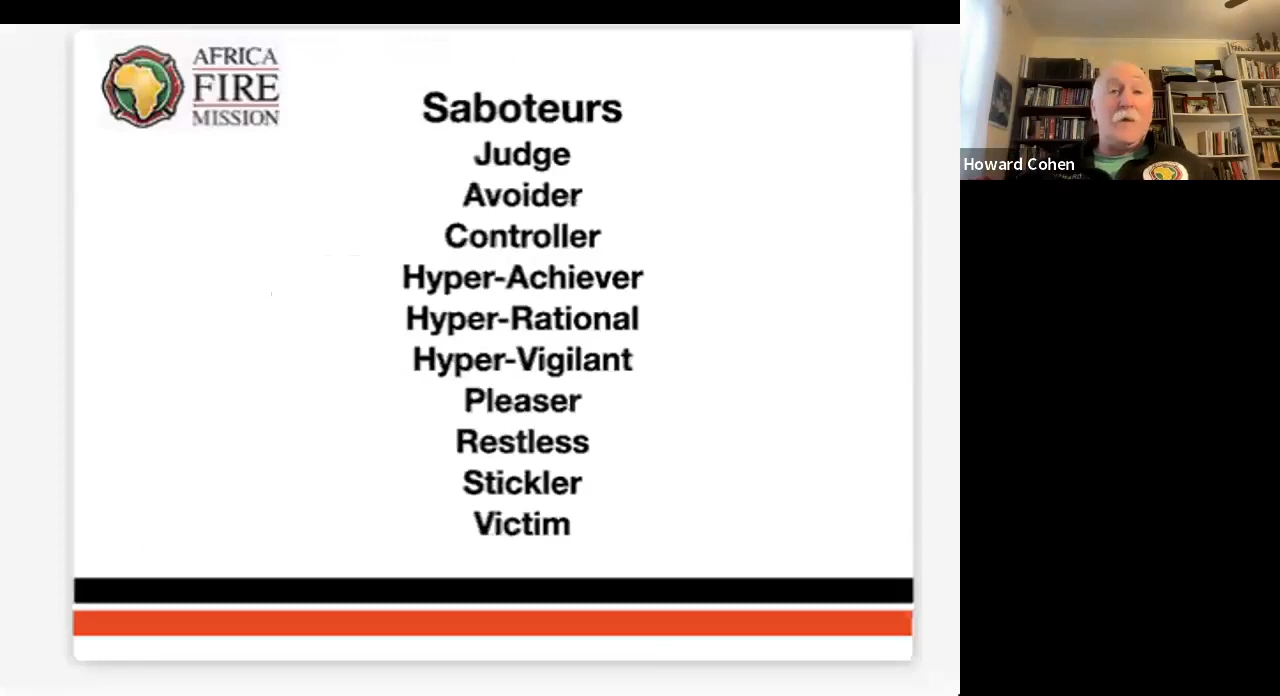 AFRICA
FIRE
MISSION
Saboteurs
Judge
Avoider
Controller
Hyper-Achiever
Hyper-Rational
Hyper-Vigilant
Pleaser
Restless
Stickler
Victim
Howard Cohen